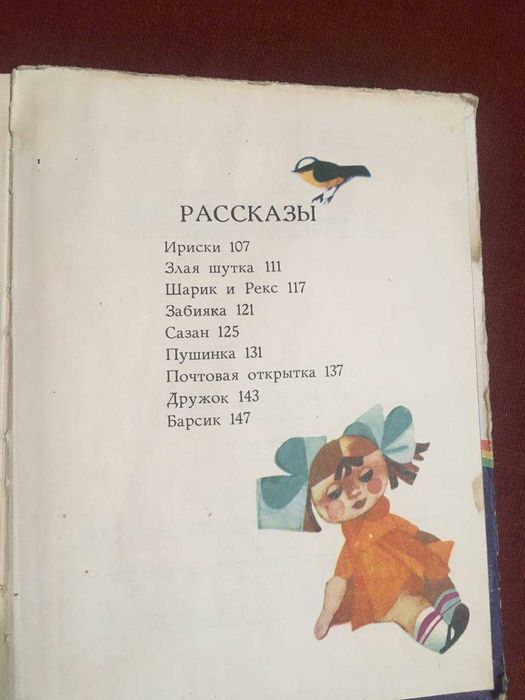 РАССКАЗЫ
Ириски 107
Злая шутка 111
Шарик и Рекс 117
Забияка 121
Сазан 125
Пушинка 131
Почтовая открытка 137
Дружок 143
Барсик 147